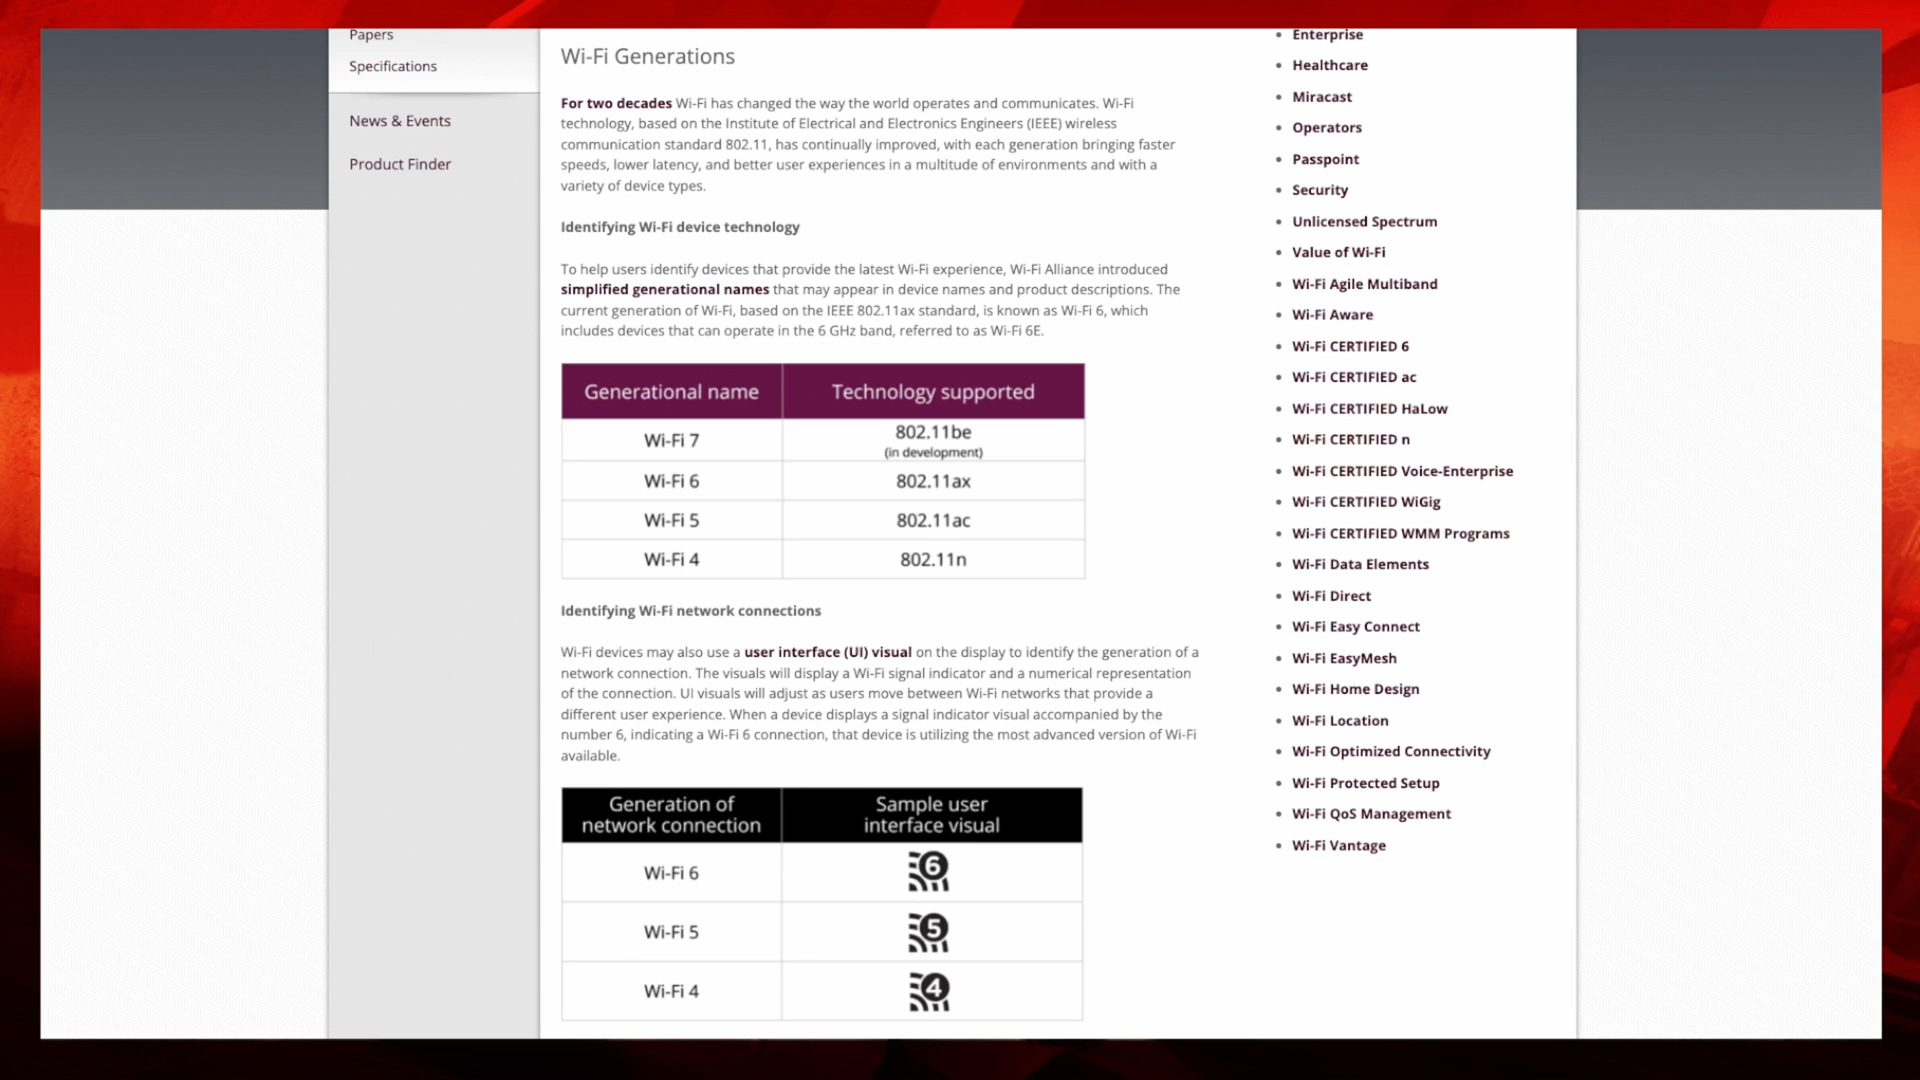 Papers
Specifications
News & Events
Product Finder
Wi-Fi Generations
For two decades Wi-Fi has changed the way the world operates and communicates. Wi-Fi
technology, based on the Institute of Electrical and Electronics Engineers (IEEE) wireless
communication standard 802.11, has continually improved, with each generation bringing faster
speeds, lower latency, and better user experiences in a multitude of environments and with a
variety of device types.
Identifying Wi-Fi device technology
To help users identify devices that provide the latest Wi-Fi experience, Wi-Fi Alliance introduced
simplified generational names that may appear in device names and product descriptions. The
current generation of Wi-Fi, based on the IEEE 802.11ax standard, is known as Wi-Fi 6, which
includes devices that can operate in the 6 GHz band, referred to as Wi-Fi 6E.
Generational name Technology supported
Wi-Fi 7 802.11be
(in development)
Wi-Fi 6 802.11ax
Wi-Fi 5 802.11ac
Wi-Fi 4 802.11n
Identifying Wi-Fi network connections
Wi-Fi devices may also use a user interface (UI) visual on the display to identify the generation of a
network connection. The visuals will display a Wi-Fi signal indicator and a numerical representation
of the connection. UI visuals will adjust as users move between Wi-Fi networks that provide a
different user experience. When a device displays a signal indicator visual accompanied by the
number 6, indicating a Wi-Fi 6 connection, that device is utilizing the most advanced version of Wi-Fi
available.
Generation of network connection Sample user interface visual
Wi-Fi 6 6
Wi-Fi 5 5
Wi-Fi 4 4
Enterprise
Healthcare
Miracast
Operators
Passpoint
Security
Unlicensed Spectrum
Value of Wi-Fi
Wi-Fi Agile Multiband
Wi-Fi Aware
Wi-Fi CERTIFIED 6
Wi-Fi CERTIFIED ac
Wi-Fi CERTIFIED HaLow
Wi-Fi CERTIFIED n
Wi-Fi CERTIFIED Voice-Enterprise
Wi-Fi CERTIFIED WiGig
Wi-Fi CERTIFIED WMM Programs
Wi-Fi Data Elements
Wi-Fi Direct
Wi-Fi Easy Connect
Wi-Fi EasyMesh
Wi-Fi Home Design
Wi-Fi Location
Wi-Fi Optimized Connectivity
Wi-Fi Protected Setup
Wi-Fi QoS Management
Wi-Fi Vantage